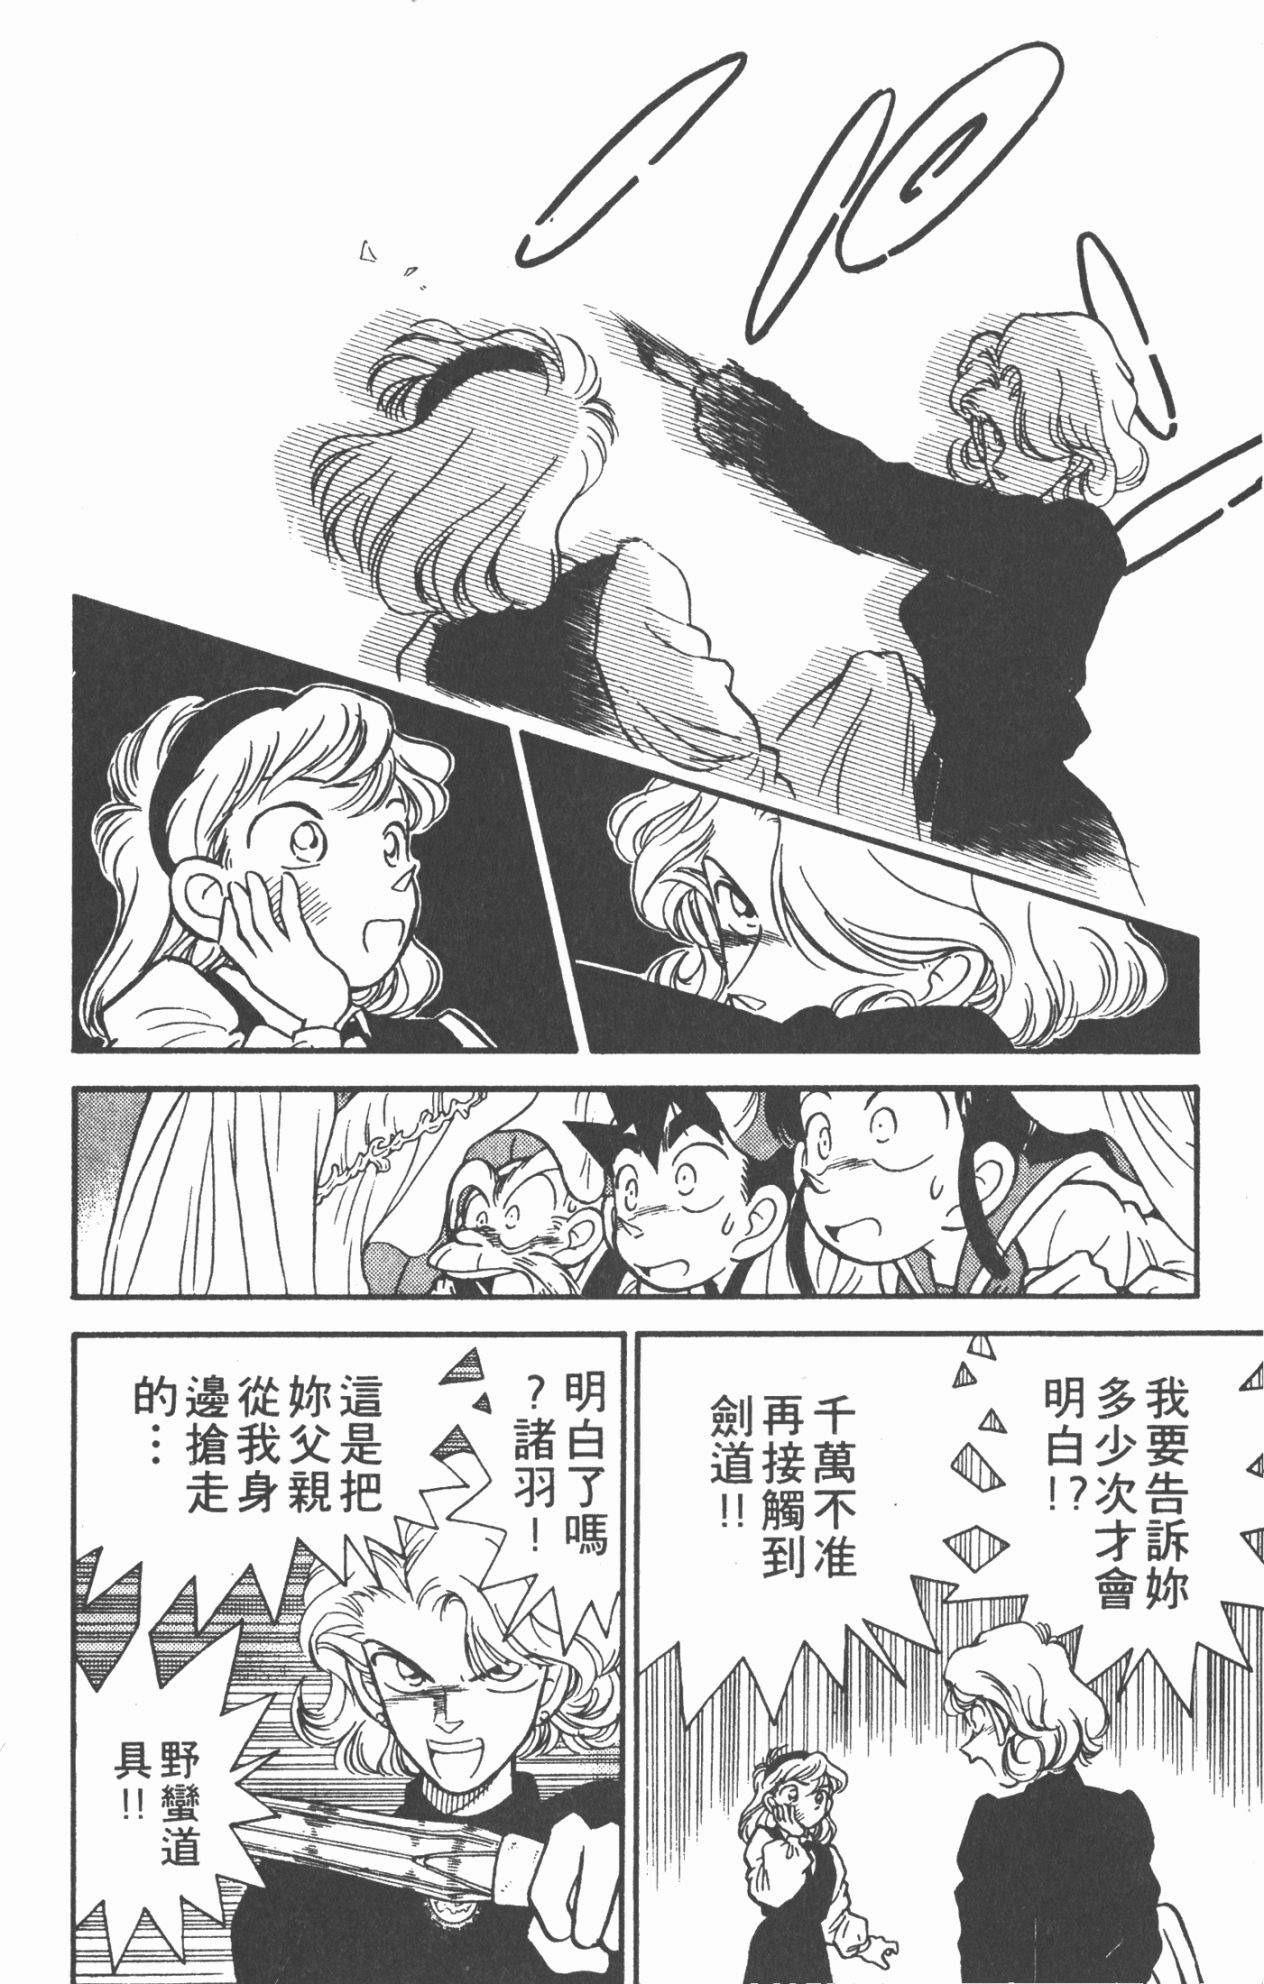 我要告訴妳
多少次才會
明白!?
千萬不准
再接觸到
劍道!!
明白了嗎
?諸羽!
這是把
妳父親
從我身
邊搶走
的…
野蠻道
具!!